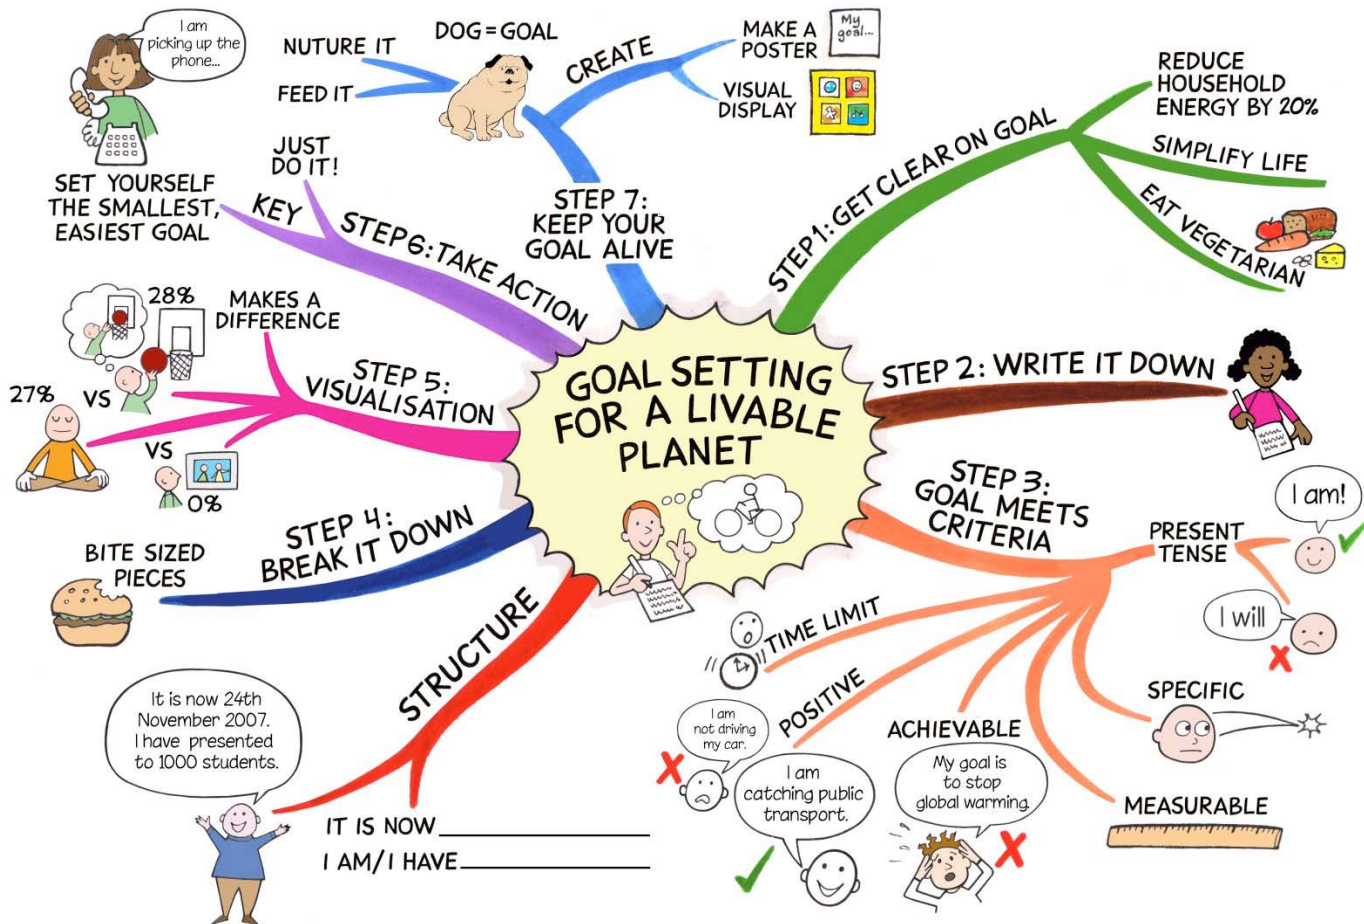 GOAL SETTING
FOR A LIVABLE
PLANET
STEP 1: GET CLEAR ON GOAL
REDUCE
HOUSEHOLD
ENERGY BY 20%
SIMPLIFY LIFE
EAT VEGETARIAN
STEP 2: WRITE IT DOWN
STEP 3:
GOAL MEETS
CRITERIA
PRESENT
TENSE
I am!
I will
SPECIFIC
MEASURABLE
ACHIEVABLE
My goal is
to stop
global warming.
POSITIVE
I am
not driving
my car.
I am
catching public
transport.
TIME LIMIT
STRUCTURE
It is now 24th
November 2007.
I have presented
to 1000 students.
IT IS NOW
I AM/I HAVE
STEP 4:
BREAK IT DOWN
BITE SIZED
PIECES
STEP 5:
VISUALISATION
MAKES A
DIFFERENCE
28%
VS
27%
VS
0%
STEP6: TAKE ACTION
KEY
JUST
DO IT!
SET YOURSELF
THE SMALLEST,
EASIEST GOAL
I am
picking up the
phone...
STEP 7:
KEEP YOUR
GOAL ALIVE
DOG=GOAL
NUTURE IT
FEED IT
CREATE
MAKE A
POSTER
My
goal...
VISUAL
DISPLAY